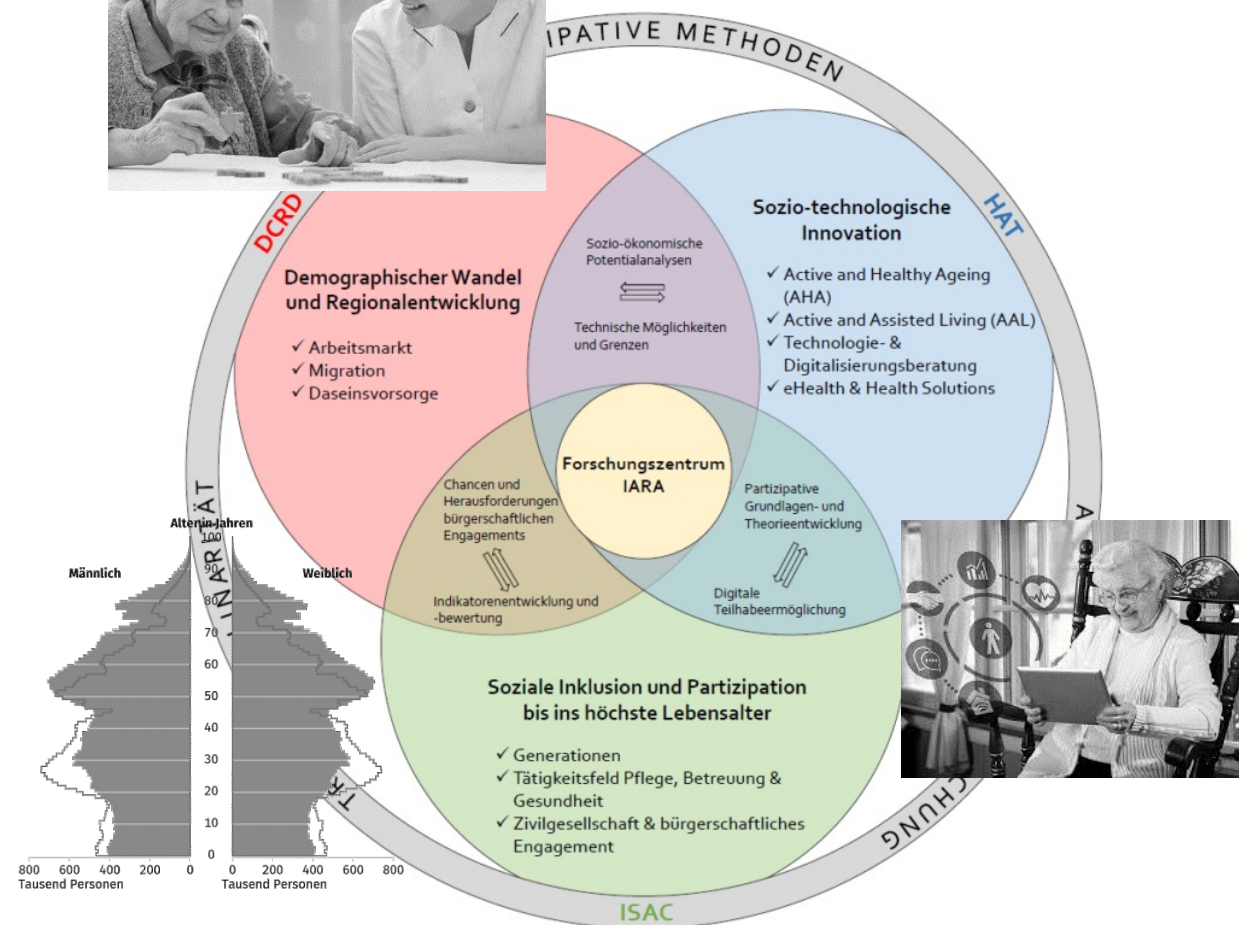 IPATIVE METHODEN
DCRD
HAT
Demographischer Wandel
und Regionalentwicklung
✓ Arbeitsmarkt
✓ Migration
✓ Daseinsvorsorge
Sozio-ökonomische
Potentialanalysen
Technische Möglichkeiten
und Grenzen
Sozio-technologische
Innovation
✓ Active and Healthy Ageing
(AHA)
✓ Active and Assisted Living (AAL)
✓ Technologie- &
Digitalisierungsberatung
✓ eHealth & Health Solutions
Forschungszentrum
IARA
Chancen und
Herausforderungen
bürgerschaftlichen
Engagements
Indikatorenentwicklung und
-bewertung
Partizipative
Grundlagen- und
Theorieentwicklung
Digitale
Teilhabeermöglichung
Soziale Inklusion und Partizipation
bis ins höchste Lebensalter
✓ Generationen
✓ Tätigkeitsfeld Pflege, Betreuung &
Gesundheit
✓ Zivilgesellschaft & bürgerschaftliches
Engagement
ISAC
TR
INARITÄT
A
CHUNG
Alter in Jahren
Männlich
Weiblich
100
90
80
70
60
50
40
30
20
10
0
800 600 400 200 0
Tausend Personen
0 200 400 600 800
Tausend Personen